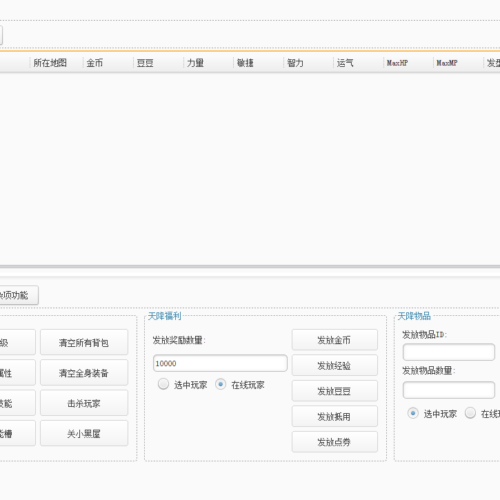 所在地图 金币 豆豆 力量 敏捷 智力 运气 MaxHP MaxMP 发型
杂项功能
天降福利 天降物品
级 清空所有背包 发放奖励数量: 发放金币 发放物品ID:
属性 清空全身装备 10000 发放经验 发放物品数量:
技能 击杀玩家 选中玩家 在线玩家 发放豆豆
能槽 关小黑屋 发放抵用 选中玩家 在线玩
发放点券